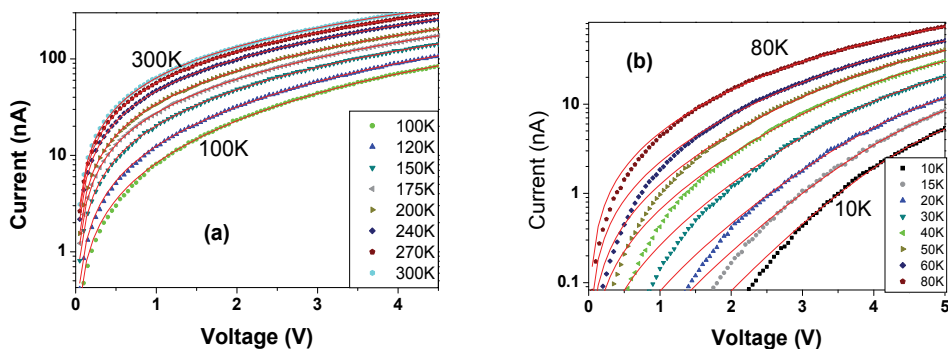 Current (nA)
100
10
1
300K
100K
(a)
100K
120K
150K
175K
200K
240K
270K
300K
0
1
2
3
4
Voltage (V)
Current (nA)
10
1
0.1
(b)
80K
10K
10K
15K
20K
30K
40K
50K
60K
80K
0
1
2
3
4
5
Voltage (V)